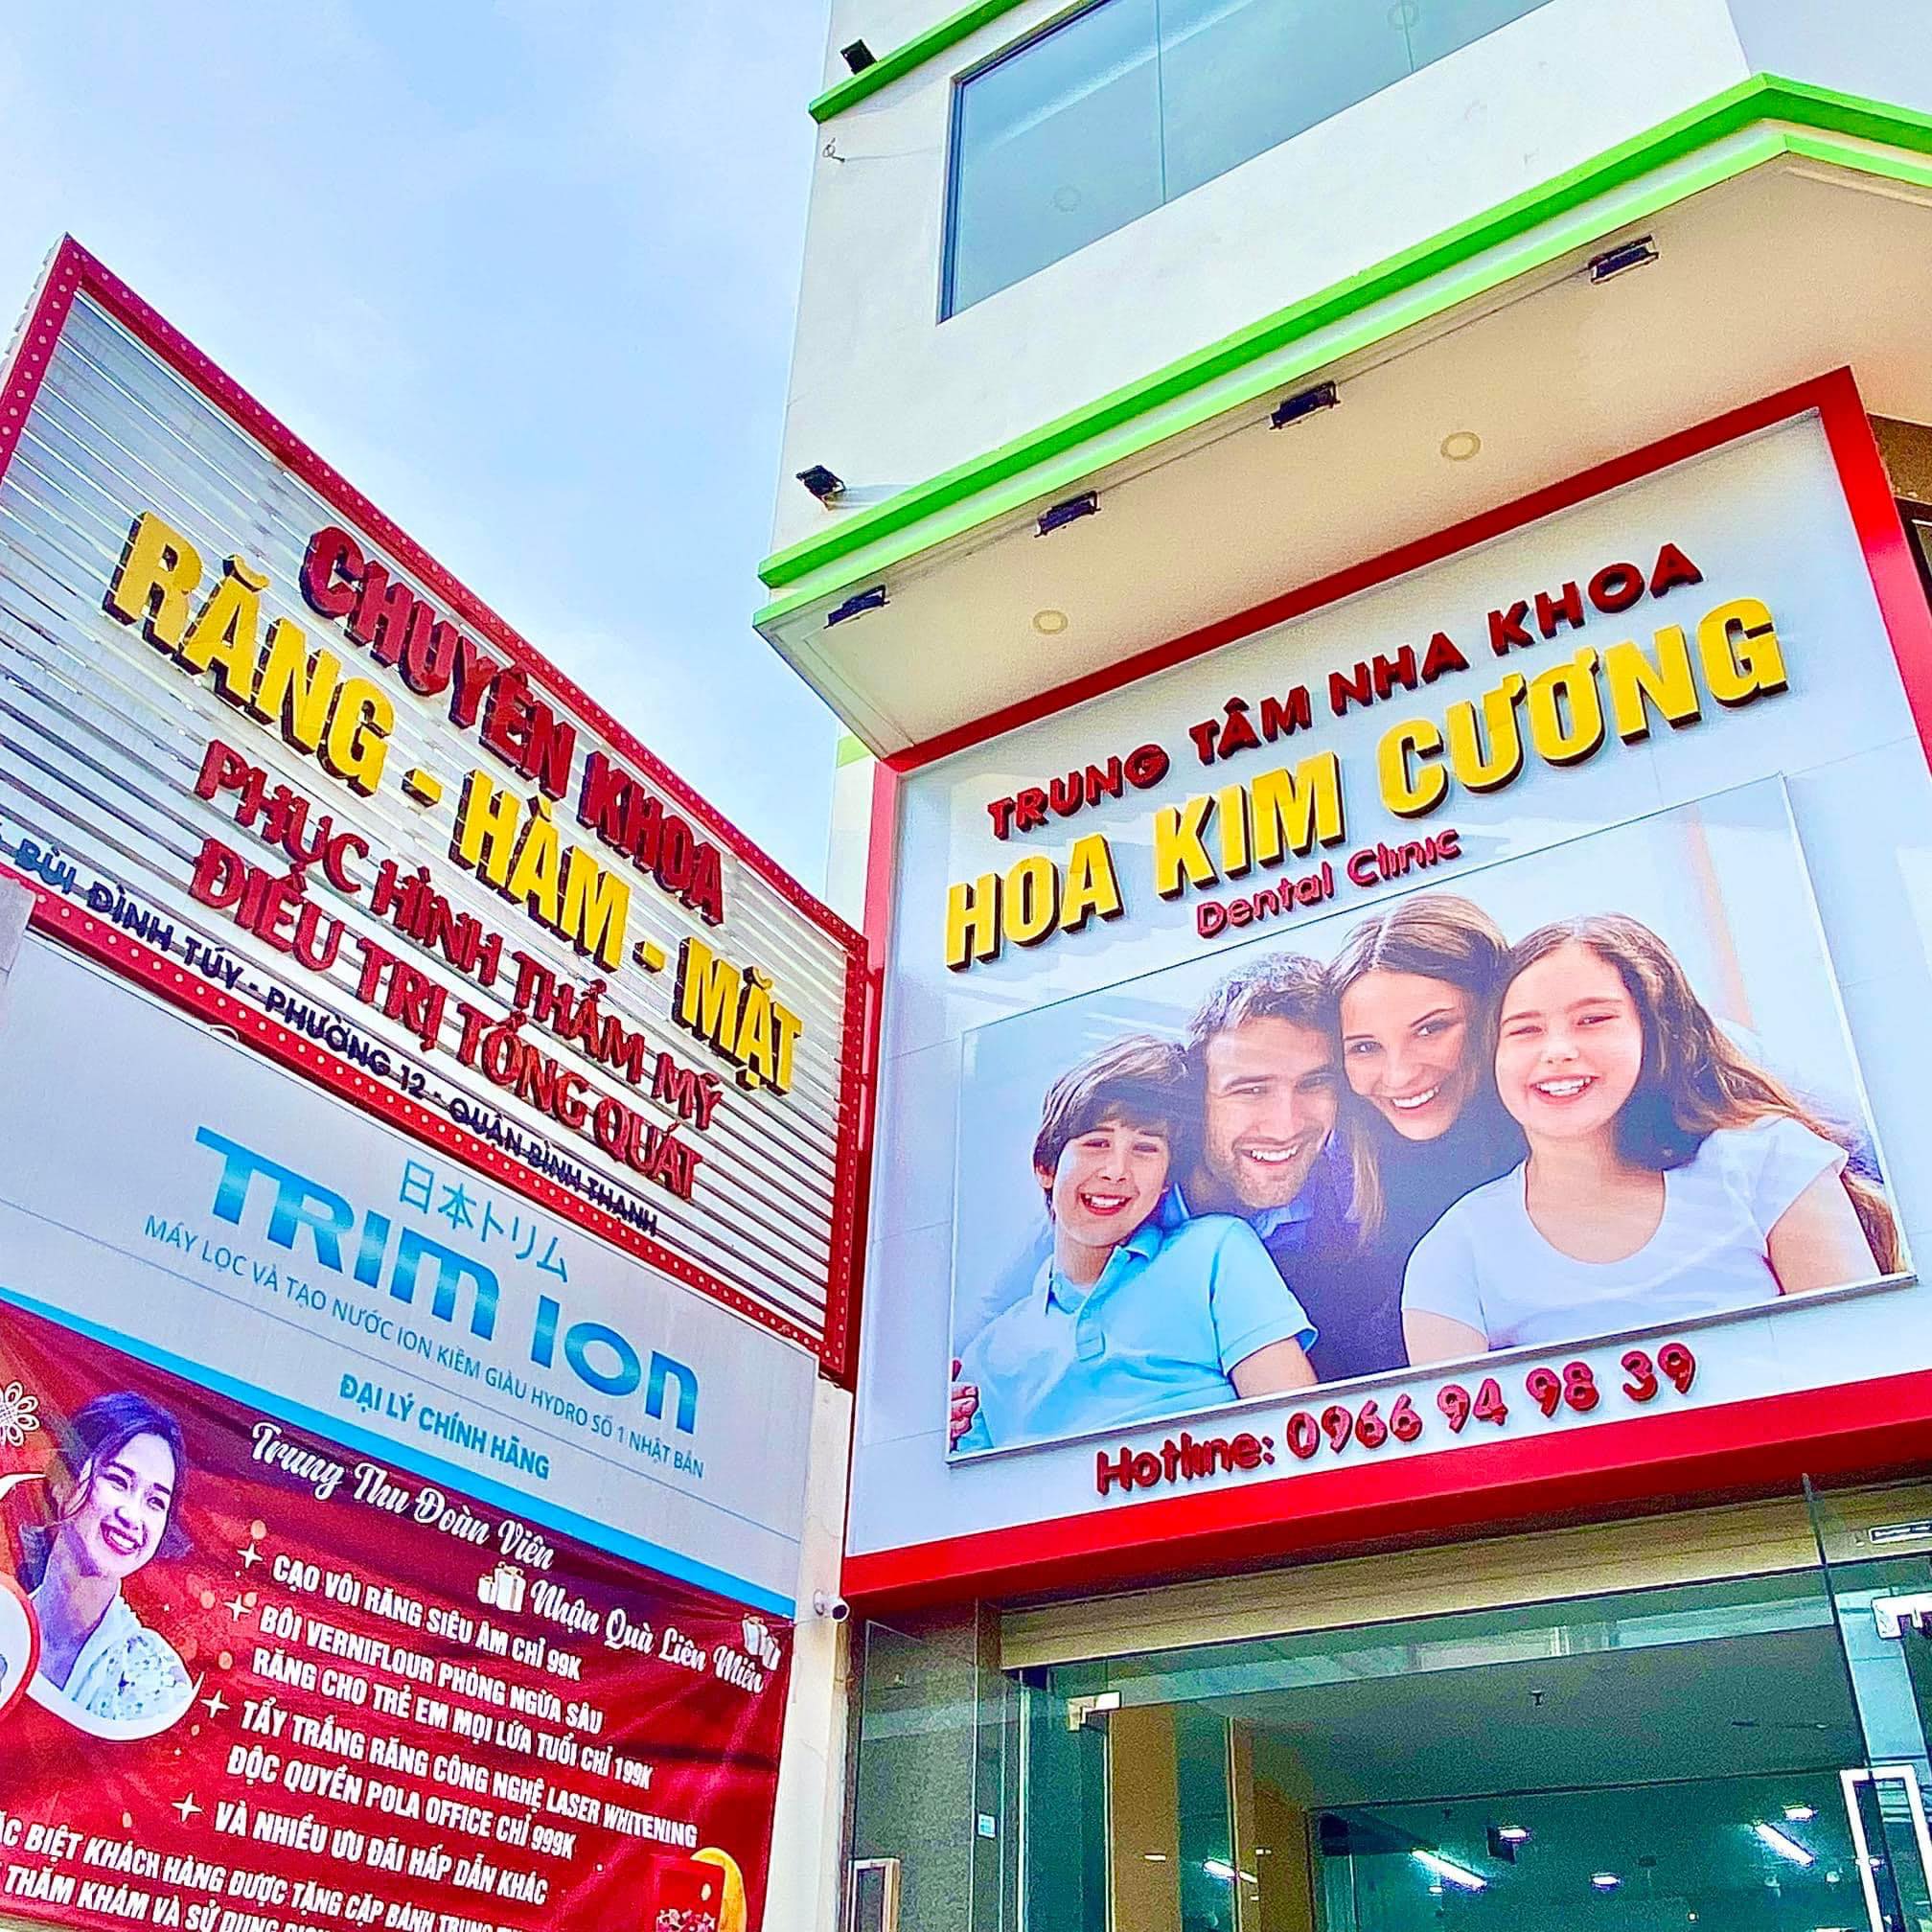 CHUYÊN KHOA
RĂNG - HÀM - MẶT
PHỤC HÌNH THẨM MỸ
ĐIỀU TRỊ TỔNG QUÁT
BÙI ĐÌNH TÚY - PHƯỜNG 12 - QUẬN BÌNH THẠNH
日本トリム
TRIM ION
MÁY LỌC VÀ TẠO NƯỚC ION KIỀM GIÀU HYDRO SỐ 1 NHẬT BẢN
ĐẠI LÝ CHÍNH HÃNG
Trung Thu Đoàn Viên
Nhận Quà Liên Miên
CẠO VÔI RĂNG SIÊU ÂM CHỈ 99K
BÔI VERNIFLOUR PHÒNG NGỪA SÂU
RĂNG CHO TRẺ EM MỌI LỨA TUỔI CHỈ 199K
TẨY TRẮNG RĂNG CÔNG NGHỆ LASER WHITENING
ĐỘC QUYỀN POLA OFFICE CHỈ 999K
VÀ NHIỀU ƯU ĐÃI HẤP DẪN KHÁC
BIỆT KHÁCH HÀNG ĐƯỢC TẶNG CẶP BÁNH TRUNG
THĂM KHÁM VÀ SỬ DỤNG
TRUNG TÂM NHA KHOA
HOA KIM CƯƠNG
Dental Clinic
Hotline: 0966 94 98 39